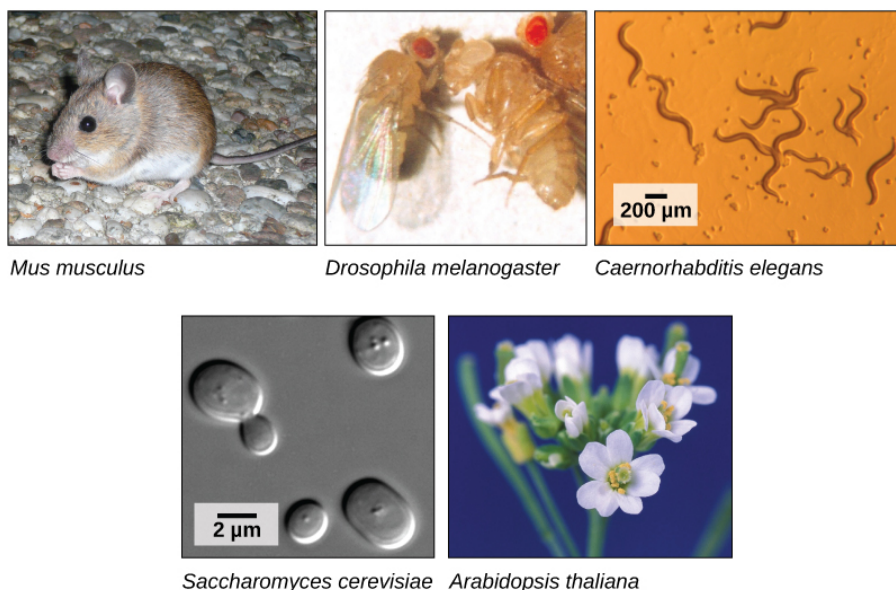 Mus musculus
Drosophila melanogaster
Caernorhabditis elegans
200 µm
2 µm
Saccharomyces cerevisiae
Arabidopsis thaliana